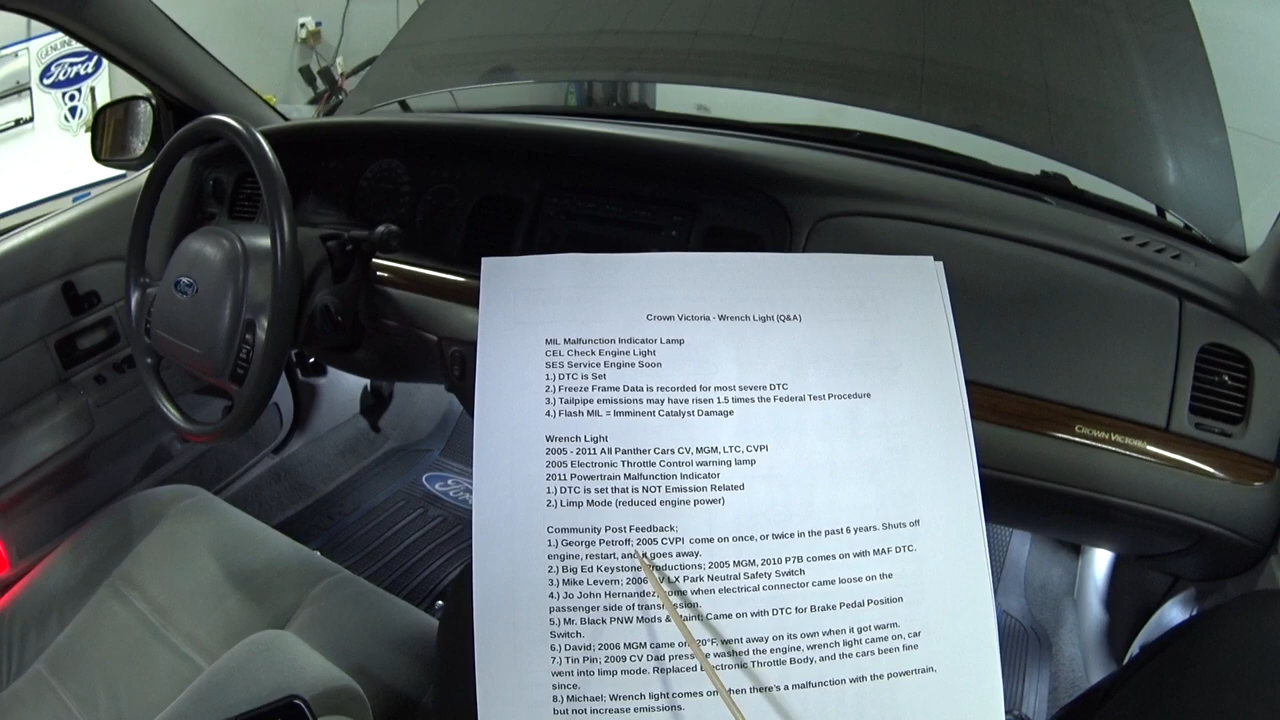 GENUINE
Ford
V
8
Ford
Ford
CROWN VICTORIA
Crown Victoria - Wrench Light (Q&A)
MIL Malfunction Indicator Lamp
CEL Check Engine Light
SES Service Engine Soon
1.) DTC is Set
2.) Freeze Frame Data is recorded for most severe DTC
3.) Tailpipe emissions may have risen 1.5 times the Federal Test Procedure
4.) Flash MIL = Imminent Catalyst Damage
Wrench Light
2005 - 2011 All Panther Cars CV, MGM, LTC, CVPI
2005 Electronic Throttle Control warning lamp
2011 Powertrain Malfunction Indicator
1.) DTC is set that is NOT Emission Related
2.) Limp Mode (reduced engine power)
Community Post Feedback;
1.) George Petroff; 2005 CVPI come on once, or twice in the past 6 years. Shuts off
engine, restart, and it goes away.
2.) Big Ed Keystone Productions; 2005 MGM, 2010 P7B comes on with MAF DTC.
3.) Mike Levern; 2006 CV LX Park Neutral Safety Switch
4.) Jo John Hernandez; come when electrical connector came loose on the
passenger side of transmission.
5.) Mr. Black PNW Mods & Paint; Came on with DTC for Brake Pedal Position
Switch.
6.) David; 2006 MGM came on 20°F, went away on its own when it got warm.
7.) Tin Pin; 2009 CV Dad pressure washed the engine, wrench light came on, car
went into limp mode. Replaced Electronic Throttle Body, and the cars been fine
since.
8.) Michael; Wrench light comes on when there's a malfunction with the powertrain,
but not increase emissions.